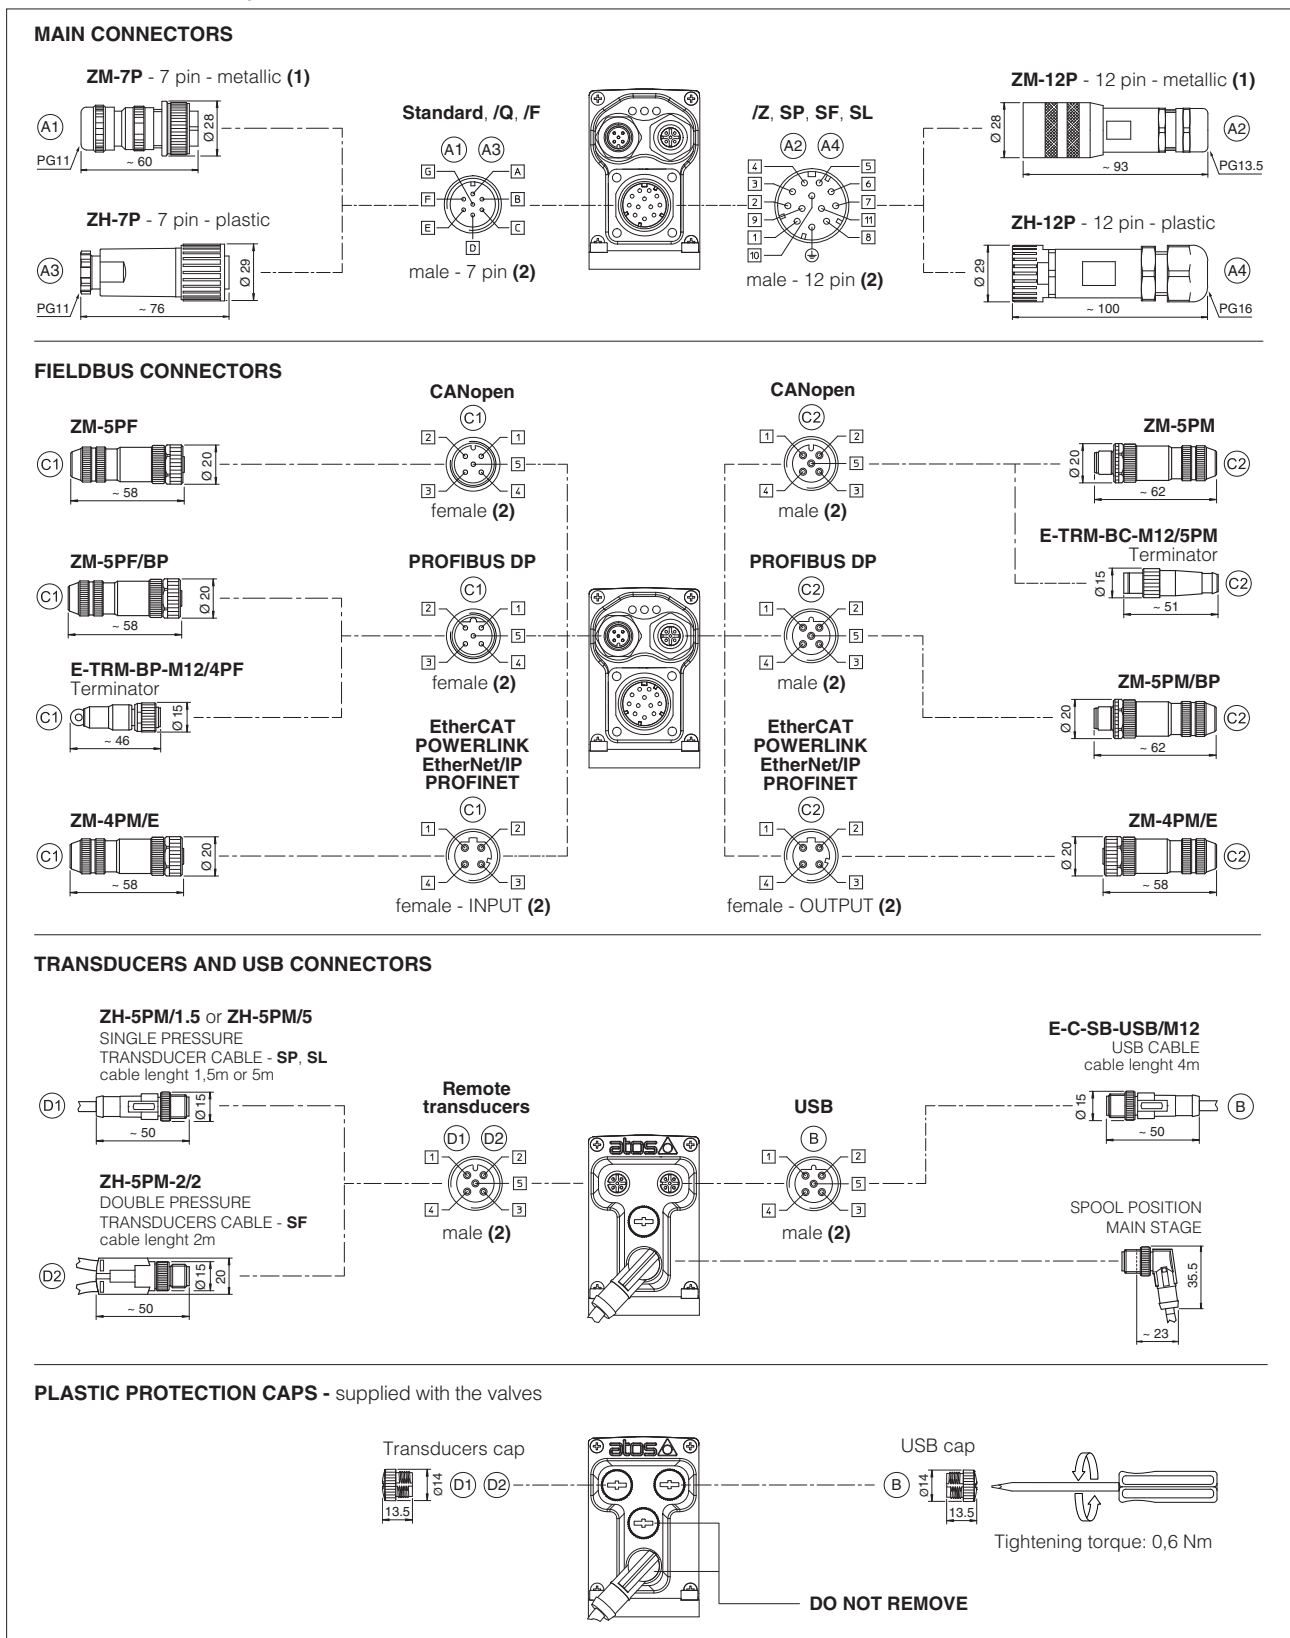 MAIN CONNECTORS
ZM-7P - 7 pin - metallic (1)
A1
PG11
~ 60
Ø 28
ZH-7P - 7 pin - plastic
A3
PG11
~ 76
Ø 29
Standard, /Q, /F
A1 A3
G A
F B
E C
D
male - 7 pin (2)
/Z, SP, SF, SL
A2 A4
4 5
3 6
2 7
9 11
1 8
10
male - 12 pin (2)
ZM-12P - 12 pin - metallic (1)
Ø 28
A2
~ 93
PG13.5
ZH-12P - 12 pin - plastic
Ø 29
A4
~ 100
PG16
FIELDBUS CONNECTORS
ZM-5PF
C1
~ 58
Ø 20
CANopen
C1
2 1
5
3 4
female (2)
CANopen
C2
1 2
5
4 3
male (2)
ZM-5PM
Ø 20
C2
~ 62
E-TRM-BC-M12/5PM
Terminator
Ø 15
C2
~ 51
ZM-5PF/BP
C1
~ 58
Ø 20
E-TRM-BP-M12/4PF
Terminator
C1
~ 46
Ø 15
PROFIBUS DP
C1
2 1
5
3 4
female (2)
PROFIBUS DP
C2
1 2
5
4 3
male (2)
ZM-5PM/BP
Ø 20
C2
~ 62
ZM-4PM/E
C1
~ 58
Ø 20
EtherCAT
POWERLINK
EtherNet/IP
PROFINET
C1
1 2
4 3
female - INPUT (2)
EtherCAT
POWERLINK
EtherNet/IP
PROFINET
C2
1 2
4 3
female - OUTPUT (2)
ZM-4PM/E
Ø 20
C2
~ 58
TRANSDUCERS AND USB CONNECTORS
ZH-5PM/1.5 or ZH-5PM/5
SINGLE PRESSURE
TRANSDUCER CABLE - SP, SL
cable lenght 1,5m or 5m
D1
~ 50
Ø 15
ZH-5PM-2/2
DOUBLE PRESSURE
TRANSDUCERS CABLE - SF
cable lenght 2m
D2
~ 50
Ø 15
20
Remote
transducers
D1 D2
1 2
5
4 3
male (2)
atos
USB
B
1 2
5
4 3
male (2)
E-C-SB-USB/M12
USB CABLE
cable lenght 4m
Ø 15
B
~ 50
SPOOL POSITION
MAIN STAGE
35.5
~ 23
PLASTIC PROTECTION CAPS - supplied with the valves
Transducers cap
Ø14
D1 D2
13.5
atos
USB cap
B
Ø14
13.5
Tightening torque: 0,6 Nm
DO NOT REMOVE